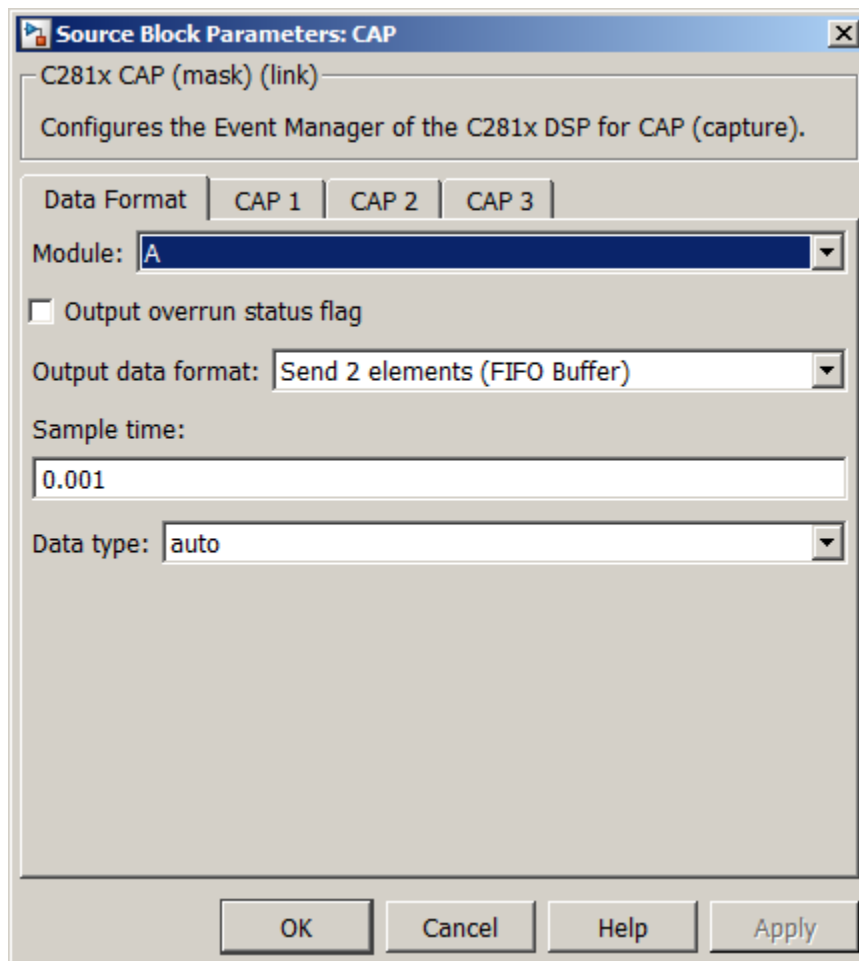 Source Block Parameters: CAP
C281x CAP (mask) (link)
Configures the Event Manager of the C281x DSP for CAP (capture).
Data Format CAP 1 CAP 2 CAP 3
Module: A
Output overrun status flag
Output data format: Send 2 elements (FIFO Buffer)
Sample time:
0.001
Data type: auto
OK Cancel Help Apply